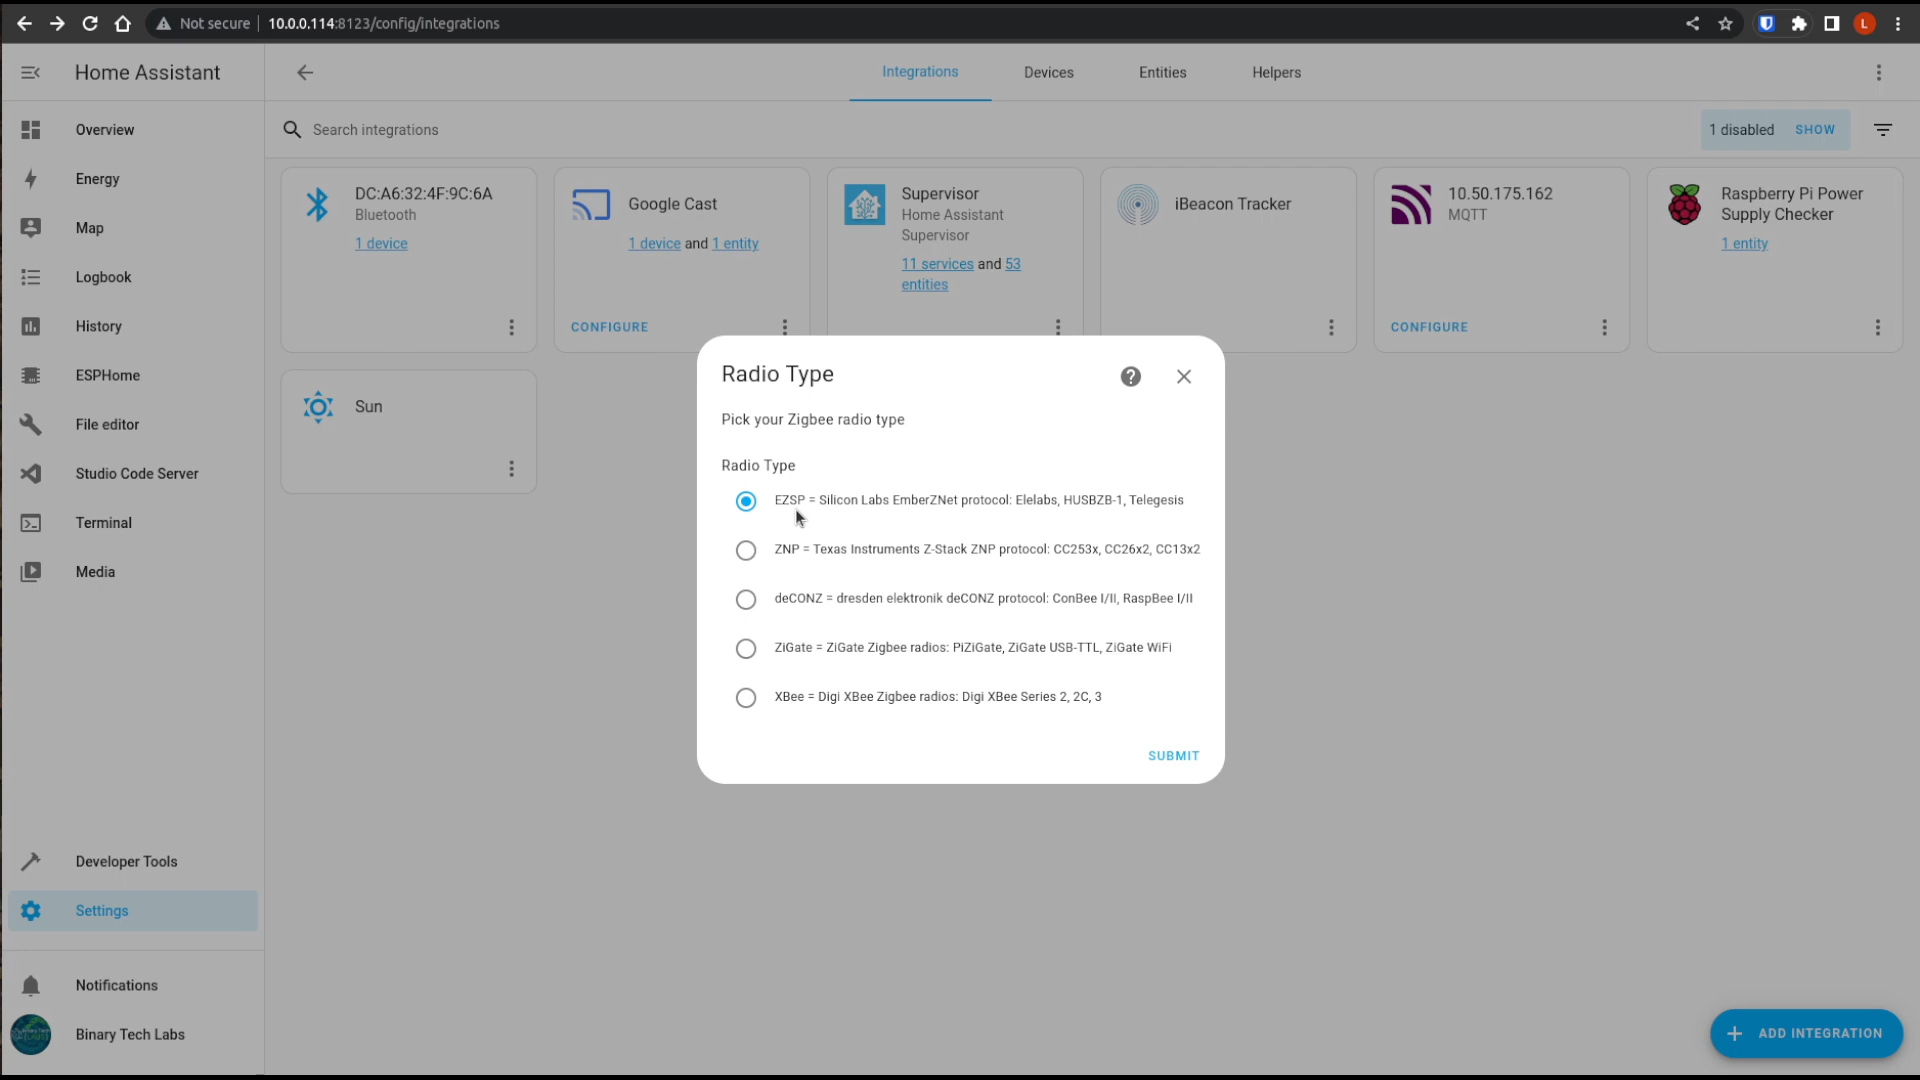 Not secure 10.0.0.114:8123/config/integrations
L
Home Assistant
Integrations Devices Entities Helpers
Overview
Energy
Map
Logbook
History
ESPHome
File editor
Studio Code Server
Terminal
Media
Developer Tools
Settings
Notifications
Binary Tech Labs
Search integrations
1 disabled SHOW
DC:A6:32:4F:9C:6A
Bluetooth
1 device
Google Cast
1 device and 1 entity
CONFIGURE
Supervisor
Home Assistant
Supervisor
11 services and 53
entities
iBeacon Tracker
10.50.175.162
MQTT
CONFIGURE
Raspberry Pi Power
Supply Checker
1 entity
Sun
Radio Type
Pick your Zigbee radio type
Radio Type
EZSP = Silicon Labs EmberZNet protocol: Elelabs, HUSBZB-1, Telegesis
ZNP = Texas Instruments Z-Stack ZNP protocol: CC253x, CC26x2, CC13x2
deCONZ = dresden elektronik deCONZ protocol: ConBee I/II, RaspBee I/II
ZiGate = ZiGate Zigbee radios: PiZiGate, ZiGate USB-TTL, ZiGate WiFi
XBee = Digi XBee Zigbee radios: Digi XBee Series 2, 2C, 3
SUBMIT
ADD INTEGRATION